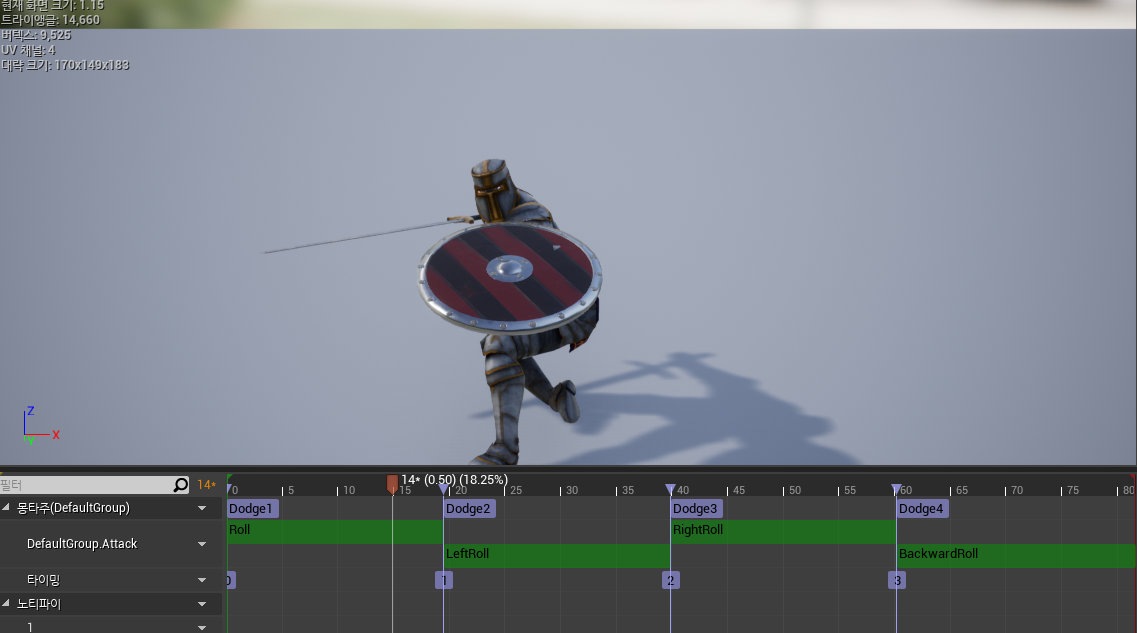 현재 화면 크기: 1.15
트라이앵글: 14,660
버텍스: 9,525
UV 채널: 4
대략 크기: 170x149x183
Z
X
Y
필터
14*
14* (0.50) (18.25%)
0 5 10 15 20 25 30 35 40 45 50 55 60 65 70 75 80
몽타주(DefaultGroup)
Dodge1 Dodge2 Dodge3 Dodge4
Roll RightRoll
DefaultGroup.Attack
LeftRoll BackwardRoll
타이밍
0 1 2 3
노티파이
1